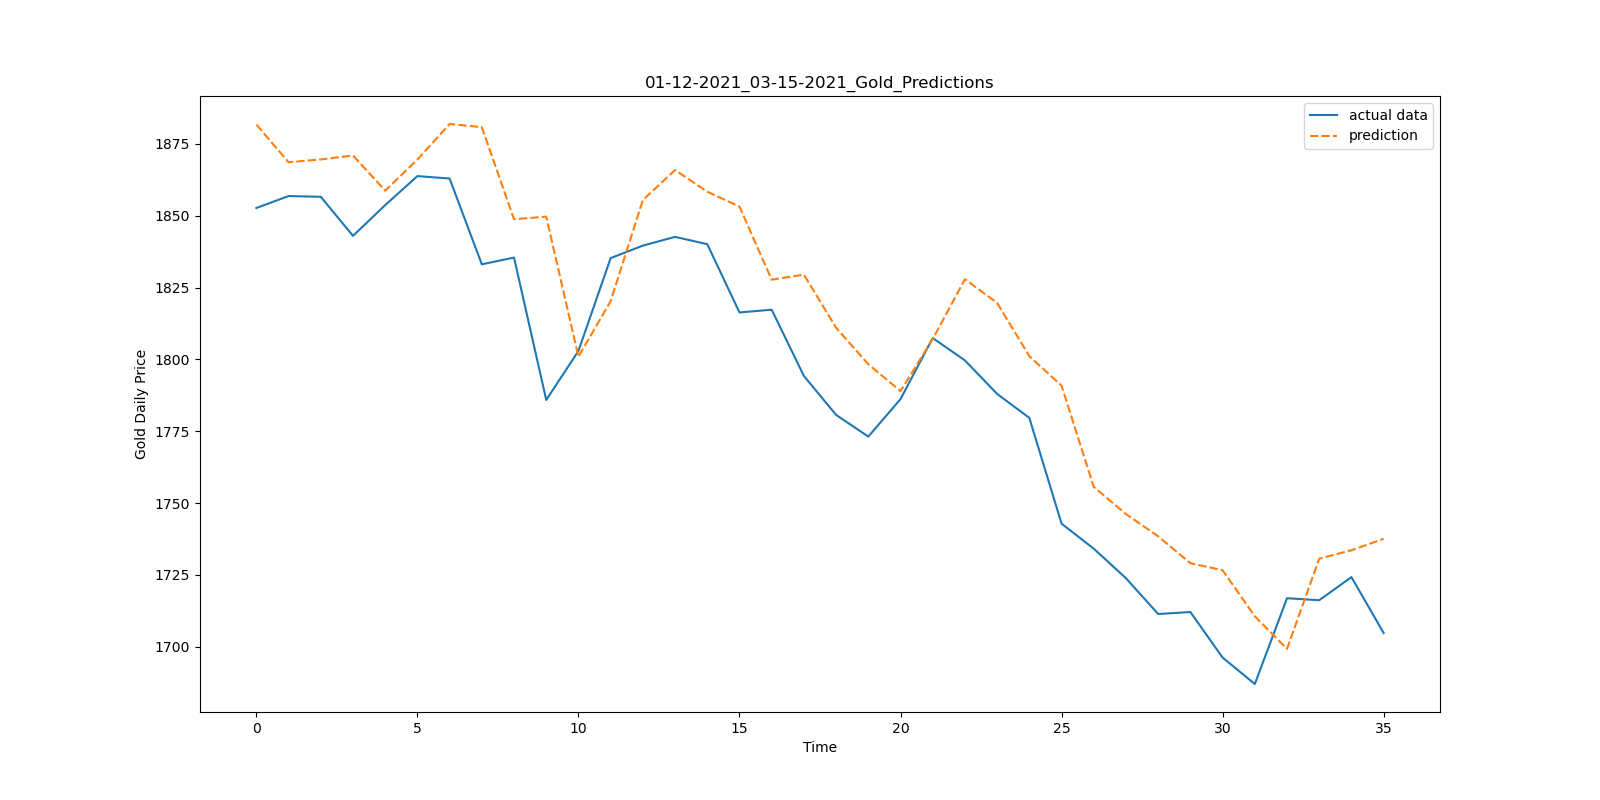 01-12-2021_03-15-2021_Gold_Predictions
actual data
prediction
Gold Daily Price
1875
1850
1825
1800
1775
1750
1725
1700
0 5 10 15 20 25 30 35
Time